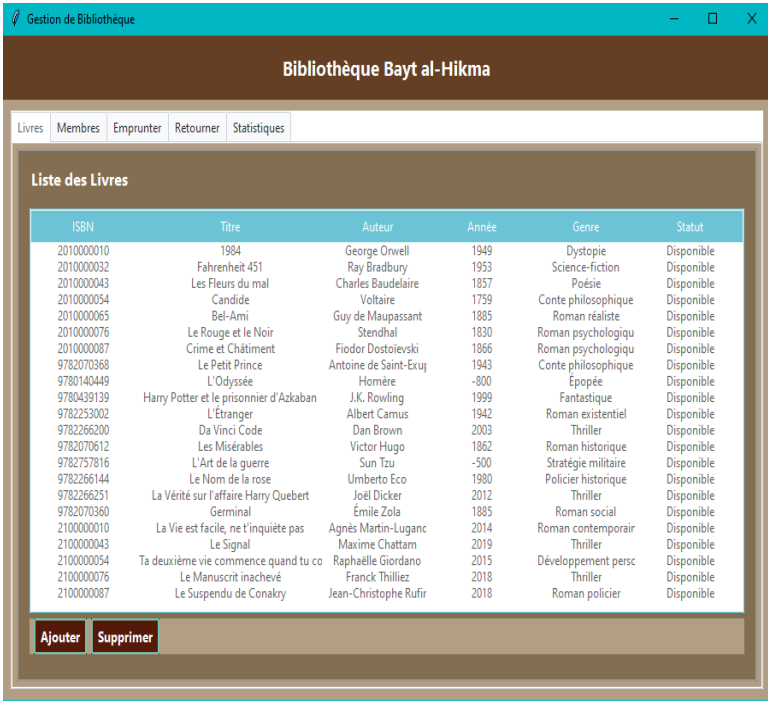 Gestion de Bibliothèque
Bibliothèque Bayt al-Hikma
Livres Membres Emprunter Retourner Statistiques
Liste des Livres
ISBN Titre Auteur Année Genre Statut
2010000010 1984 George Orwell 1949 Dystopie Disponible
2010000032 Fahrenheit 451 Ray Bradbury 1953 Science-fiction Disponible
2010000043 Les Fleurs du mal Charles Baudelaire 1857 Poésie Disponible
2010000054 Candide Voltaire 1759 Conte philosophique Disponible
2010000065 Bel-Ami Guy de Maupassant 1885 Roman réaliste Disponible
2010000076 Le Rouge et le Noir Stendhal 1830 Roman psychologiqu Disponible
2010000087 Crime et Châtiment Fiodor Dostoïevski 1866 Roman psychologiqu Disponible
9782070368 Le Petit Prince Antoine de Saint-Exup 1943 Conte philosophique Disponible
9780140449 L'Odyssée Homère -800 Épopée Disponible
9780439139 Harry Potter et le prisonnier d'Azkaban J.K. Rowling 1999 Fantastique Disponible
9782253002 L'Étranger Albert Camus 1942 Roman existentiel Disponible
9782266200 Da Vinci Code Dan Brown 2003 Thriller Disponible
9782070612 Les Misérables Victor Hugo 1862 Roman historique Disponible
9782757816 L'Art de la guerre Sun Tzu -500 Stratégie militaire Disponible
9782266144 Le Nom de la rose Umberto Eco 1980 Policier historique Disponible
9782266251 La Vérité sur l'affaire Harry Quebert Joël Dicker 2012 Thriller Disponible
9782070360 Germinal Émile Zola 1885 Roman social Disponible
2100000010 La Vie est facile, ne t'inquiète pas Agnès Martin-Luganc 2014 Roman contemporain Disponible
2100000043 Le Signal Maxime Chattam 2019 Thriller Disponible
2100000054 Ta deuxième vie commence quand tu co Raphaëlle Giordano 2015 Développement perso Disponible
2100000076 Le Manuscrit inachevé Franck Thilliez 2018 Thriller Disponible
2100000087 Le Suspendu de Conakry Jean-Christophe Rufin 2018 Roman policier Disponible
Ajouter Supprimer